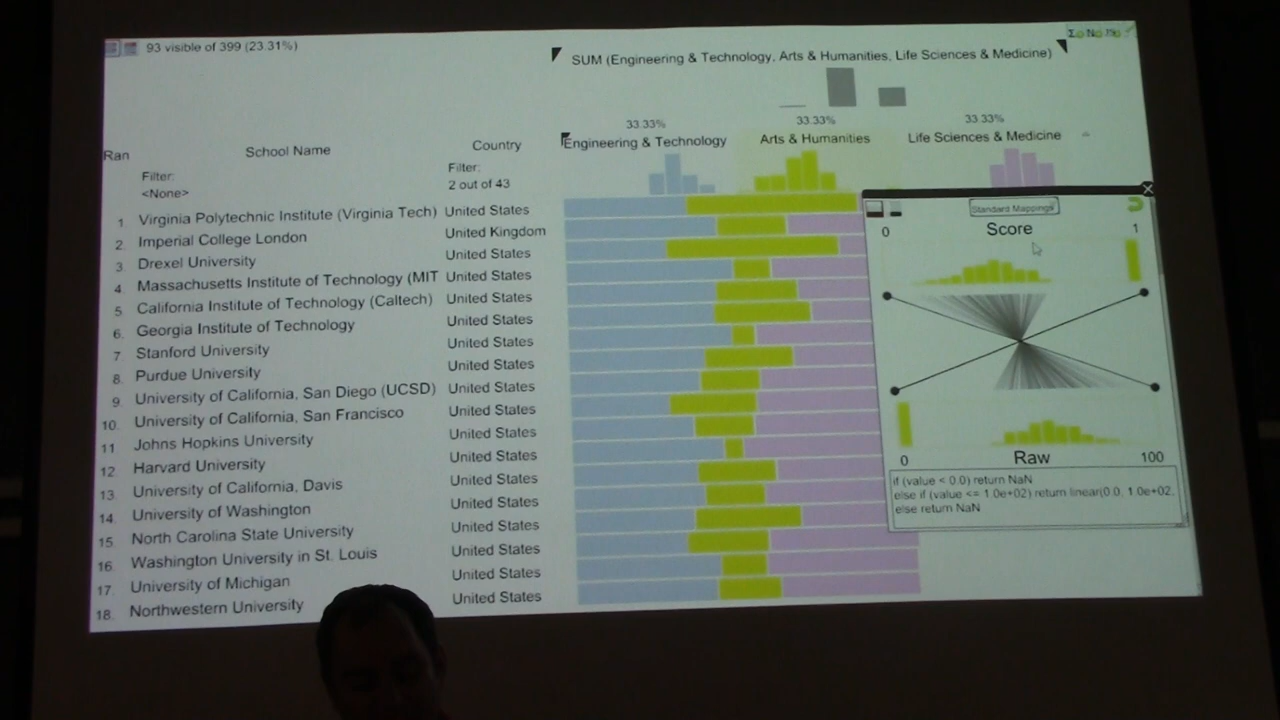 93 visible of 399 (23.31%)
SUM (Engineering & Technology, Arts & Humanities, Life Sciences & Medicine)
33.33% 33.33% 33.33%
Engineering & Technology Arts & Humanities Life Sciences & Medicine
Ran School Name Country
Filter: Filter:
<None> 2 out of 43
1. Virginia Polytechnic Institute (Virginia Tech) United States
2. Imperial College London United Kingdom
3. Drexel University United States
4. Massachusetts Institute of Technology (MIT United States
5. California Institute of Technology (Caltech) United States
6. Georgia Institute of Technology United States
7. Stanford University United States
8. Purdue University United States
9. University of California, San Diego (UCSD) United States
10. University of California, San Francisco United States
11 Johns Hopkins University United States
12. Harvard University United States
13. University of California, Davis United States
14. University of Washington United States
15. North Carolina State University United States
16. Washington University in St. Louis United States
17. University of Michigan United States
18. Northwestern University United States
Standard Mappings
0 Score 1
0 Raw 100
if (value < 0.0) return NaN
else if (value <= 1.0e+02) return linear(0.0, 1.0e+02,
else return NaN